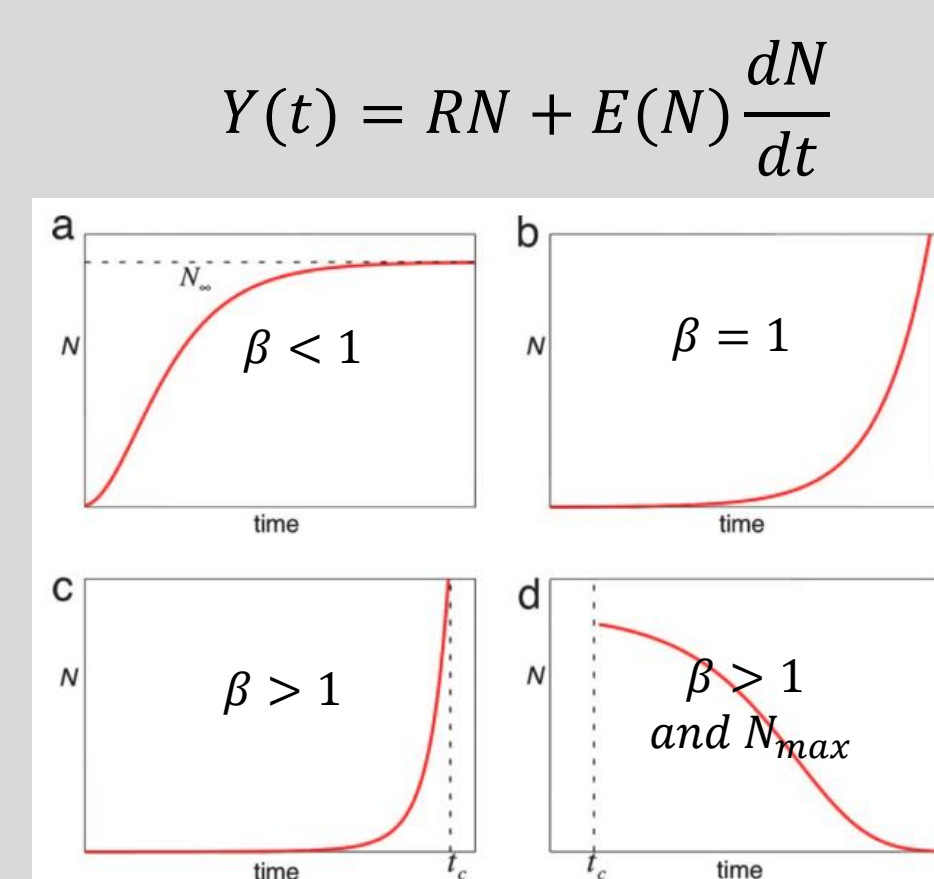 Y(t) = RN + E(N) dN/dt
a
N∞
N
β < 1
time
b
N
β = 1
time
c
N
β > 1
time
t_c
d
N
β > 1
and N_max
t_c
time